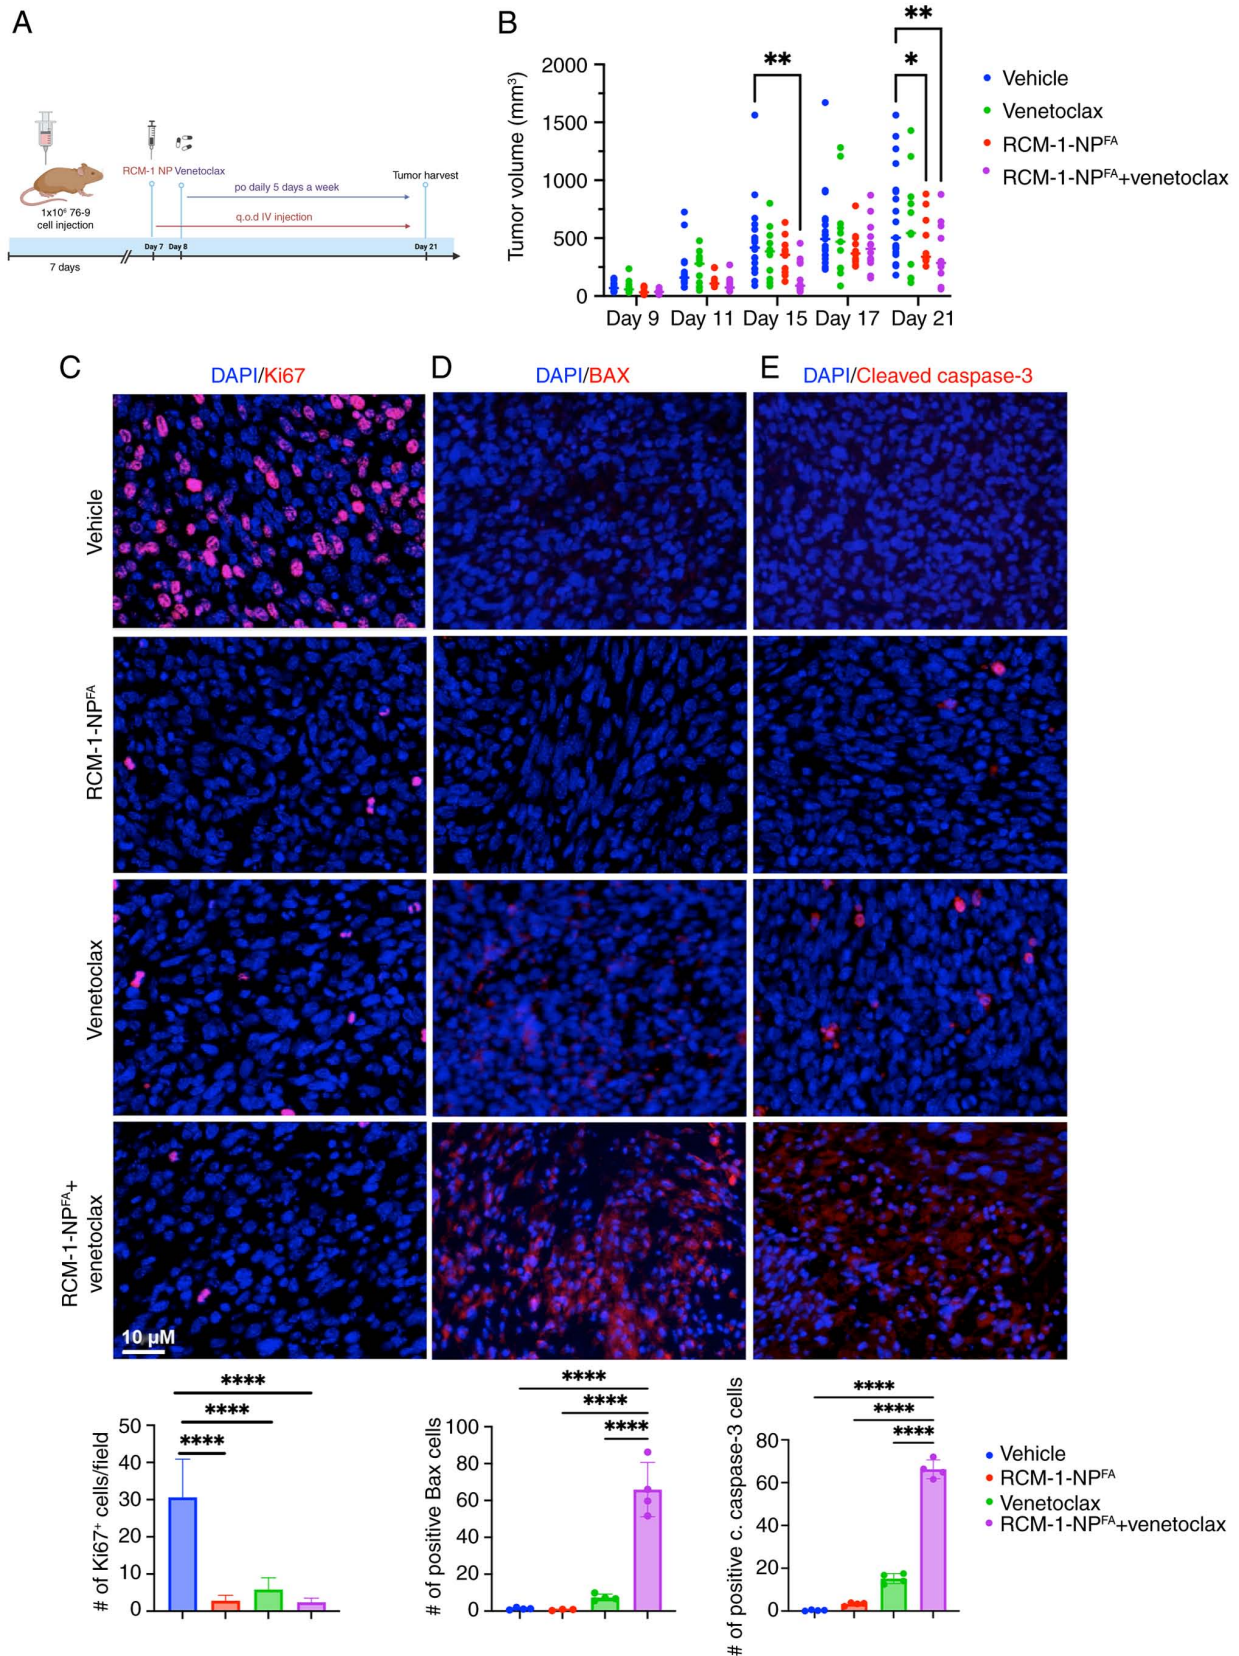 A
RCM-1 NP Venetoclax
po daily 5 days a week
Tumor harvest
1x10⁶ 76-9
cell injection
q.o.d IV injection
Day 7 Day 8
Day 21
7 days
B
**
**
*
Tumor volume (mm³)
2000
1500
1000
500
0
Day 9 Day 11 Day 15 Day 17 Day 21
Vehicle
Venetoclax
RCM-1-NPᶠᴬ
RCM-1-NPᶠᴬ+venetoclax
C
DAPI/Ki67
D
DAPI/BAX
E
DAPI/Cleaved caspase-3
Vehicle
RCM-1-NPᶠᴬ
Venetoclax
RCM-1-NPᶠᴬ+
venetoclax
10 µM
****
****
****
# of Ki67⁺ cells/field
50
40
30
20
10
0
****
****
****
# of positive Bax cells
100
80
60
40
20
0
****
****
****
# of positive c. caspase-3 cells
80
60
40
20
0
Vehicle
RCM-1-NPᶠᴬ
Venetoclax
RCM-1-NPᶠᴬ+venetoclax